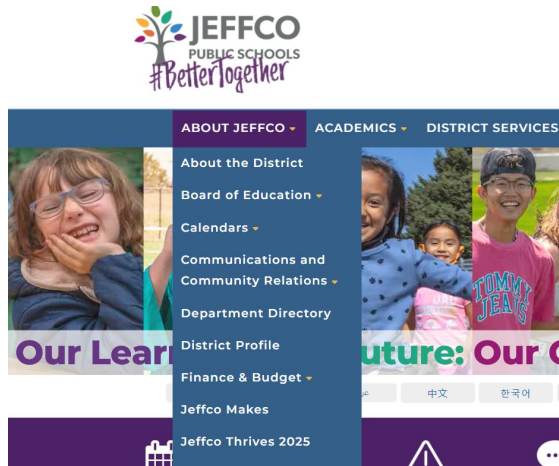 JEFFCO
PUBLIC SCHOOLS
#BetterTogether
ABOUT JEFFCO ACADEMICS DISTRICT SERVICES
About the District
Board of Education
Calendars
Communications and
Community Relations
Department Directory
District Profile
Finance & Budget
Jeffco Makes
Jeffco Thrives 2025
TOMMY
JEANS
Our Lear uture: Our
中文 한국어